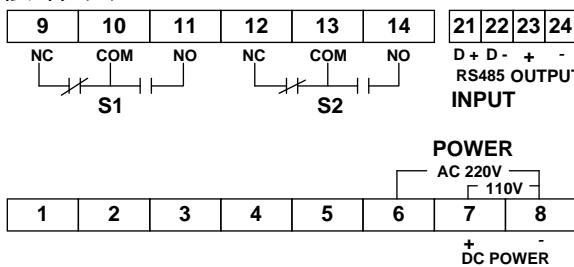 9 10 11 12 13 14 21 22 23 24
NC COM NO NC COM NO D + D - + -
RS485 OUTPUT
S1 S2 INPUT
POWER
AC 220V
110V
1 2 3 4 5 6 7 8
+ -
DC POWER